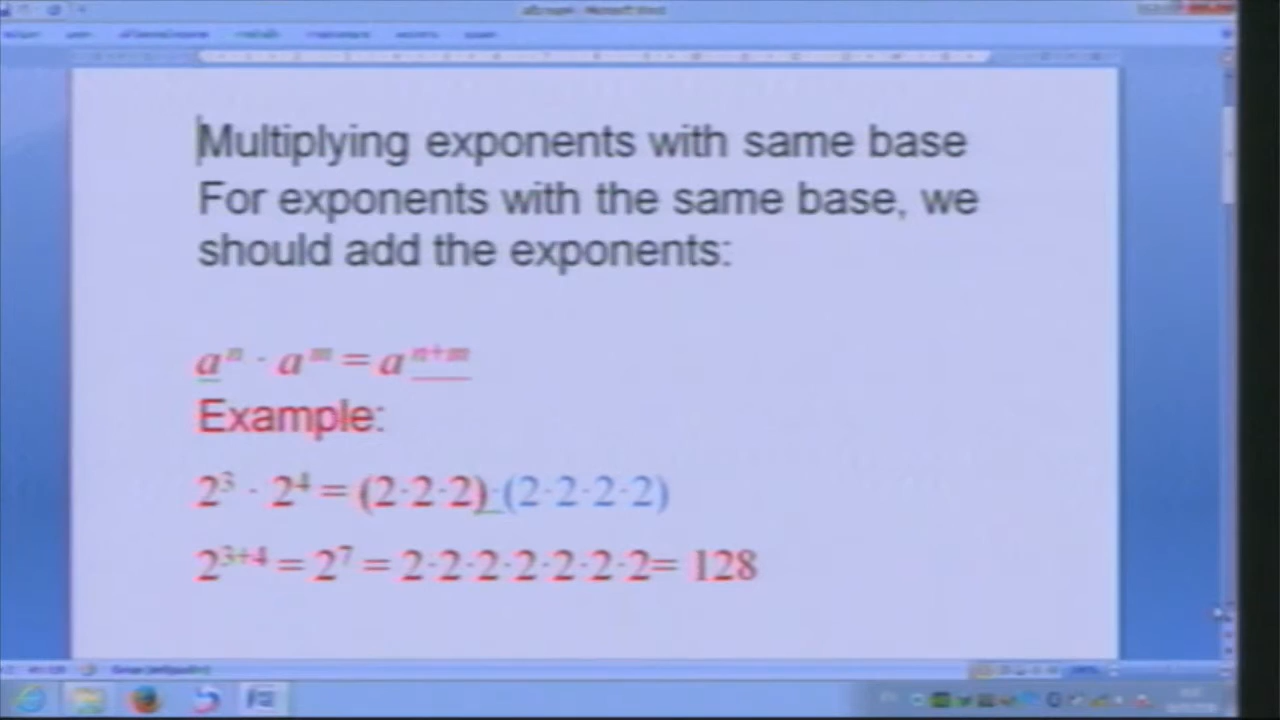 Multiplying exponents with same base
For exponents with the same base, we
should add the exponents:
aⁿ · aᵐ = aⁿ⁺ᵐ
Example:
2³ · 2⁴ = (2·2·2)·(2·2·2·2)
2³⁺⁴ = 2⁷ = 2·2·2·2·2·2·2= 128